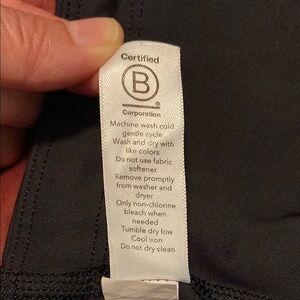 Certified
B
®
Corporation
Machine wash cold
gentle cycle
Wash and dry with
like colors
Do not use fabric
softener
Remove promptly
from washer and
dryer
Only non-chlorine
bleach when
needed
Tumble dry low
Cool iron
Do not dry clean